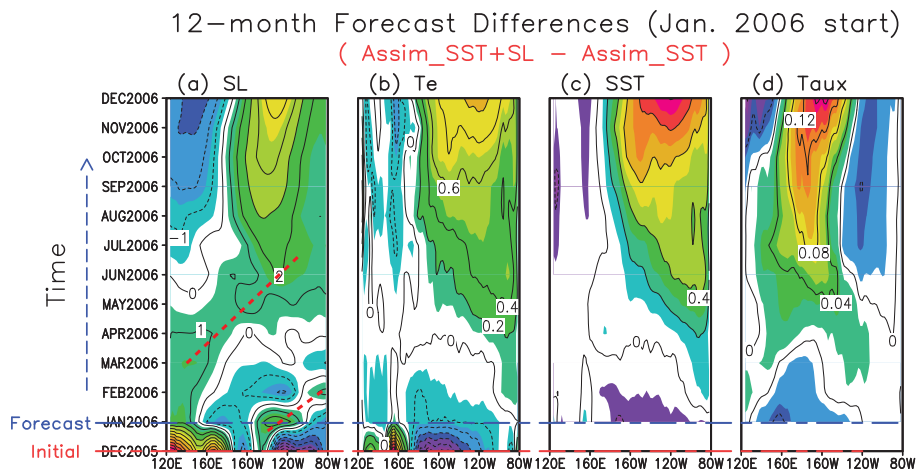 12-month Forecast Differences (Jan. 2006 start)
( Assim_SST+SL - Assim_SST )
(a) SL (b) Te (c) SST (d) Taux
DEC2006
NOV2006
OCT2006
SEP2006
AUG2006
JUL2006
JUN2006
MAY2006
APR2006
MAR2006
FEB2006
JAN2006
DEC2005
Time
Forecast
Initial
-1
0
2
1
0
0
0.6
0.4
0.2
0
0
0.4
0
0.12
0.08
0.04
0
0
120E 160E 160W 120W 80W
120E 160E 160W 120W 80W
120E 160E 160W 120W 80W
120E 160E 160W 120W 80W